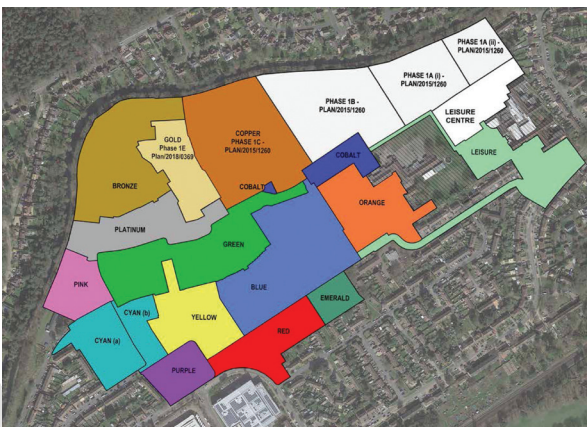 PHASE 1A (ii) -
PLAN/2015/1260
PHASE 1A (i) -
PLAN/2015/1260
PHASE 1B -
PLAN/2015/1260
LEISURE
CENTRE
GOLD
Phase 1E
Plan/2018/0369
COPPER
PHASE 1C -
PLAN/2015/1260
LEISURE
COBALT
BRONZE
COBALT
ORANGE
PLATINUM
GREEN
PINK
BLUE
EMERALD
CYAN (b)
YELLOW
RED
CYAN (a)
PURPLE